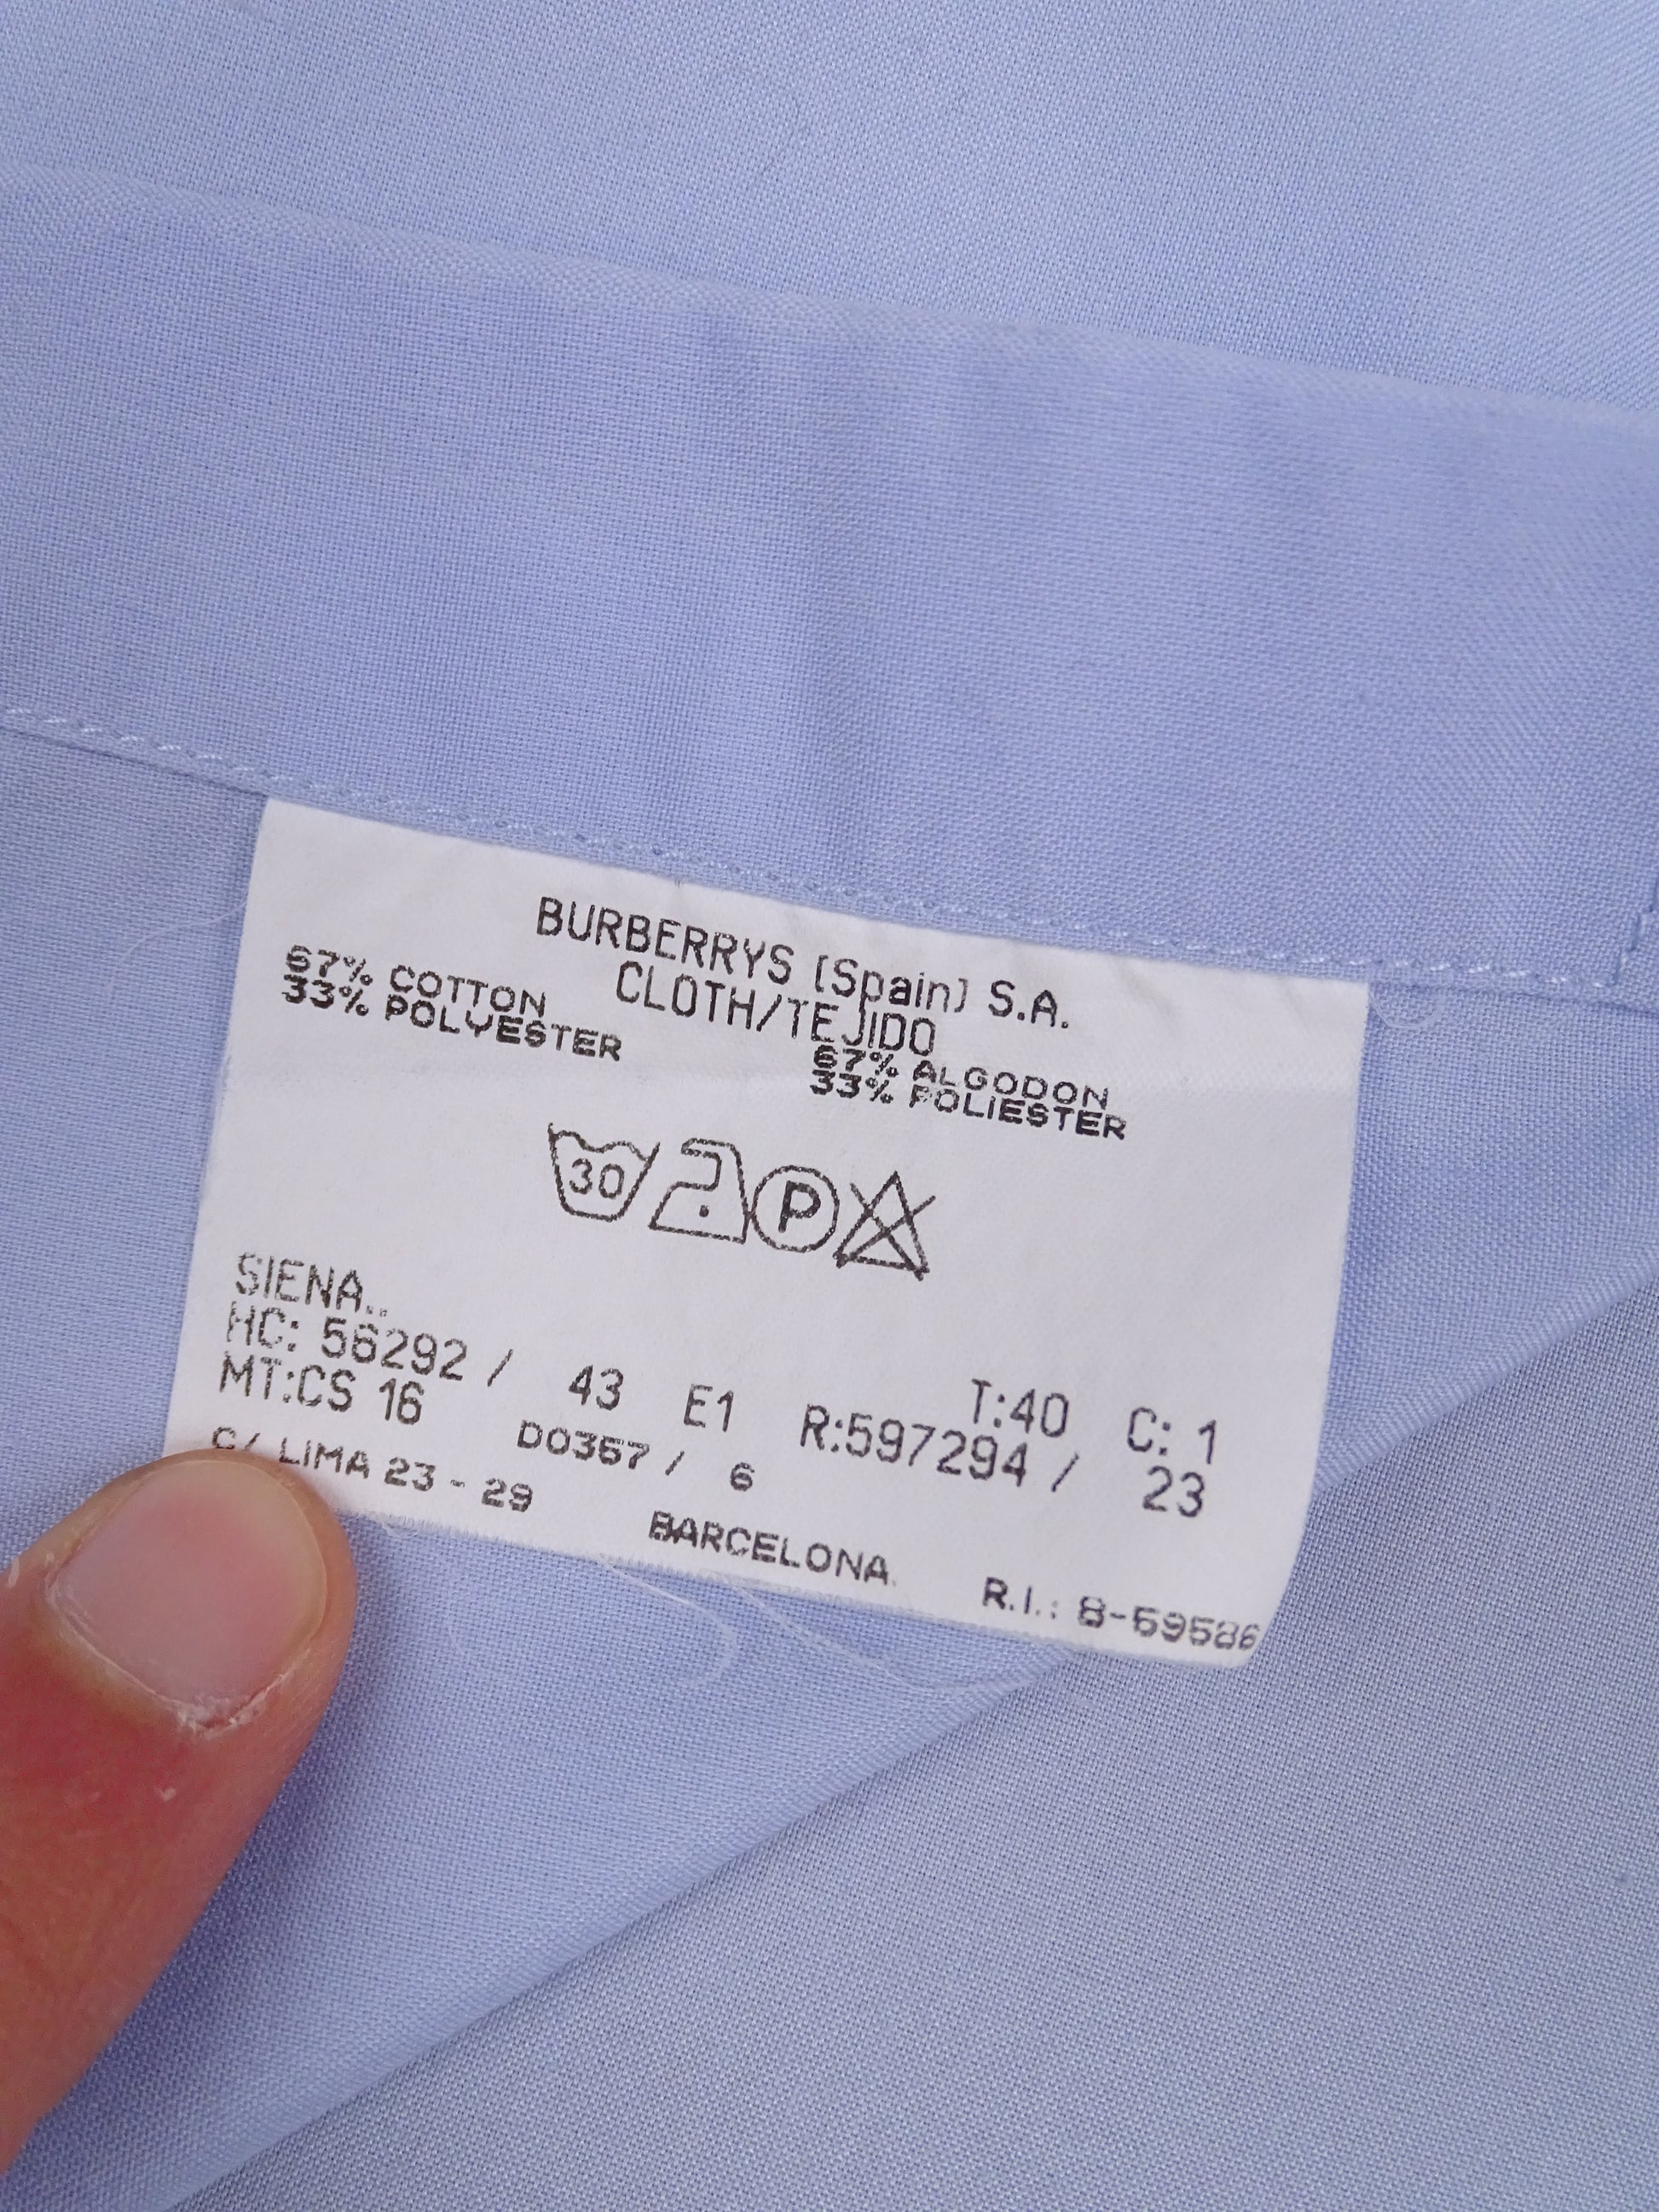 BURBERRYS (Spain) S.A.
CLOTH/TEJIDO
67% COTTON
33% POLYESTER
67% ALGODON
33% POLIESTER
30
P
SIENA..
HC: 56292 / 43 E1 T:40 C: 1
MT:CS 16 D0357 / 6 R:597294 / 23
C/ LIMA 23 - 29 BARCELONA. R.I.: 8-59586